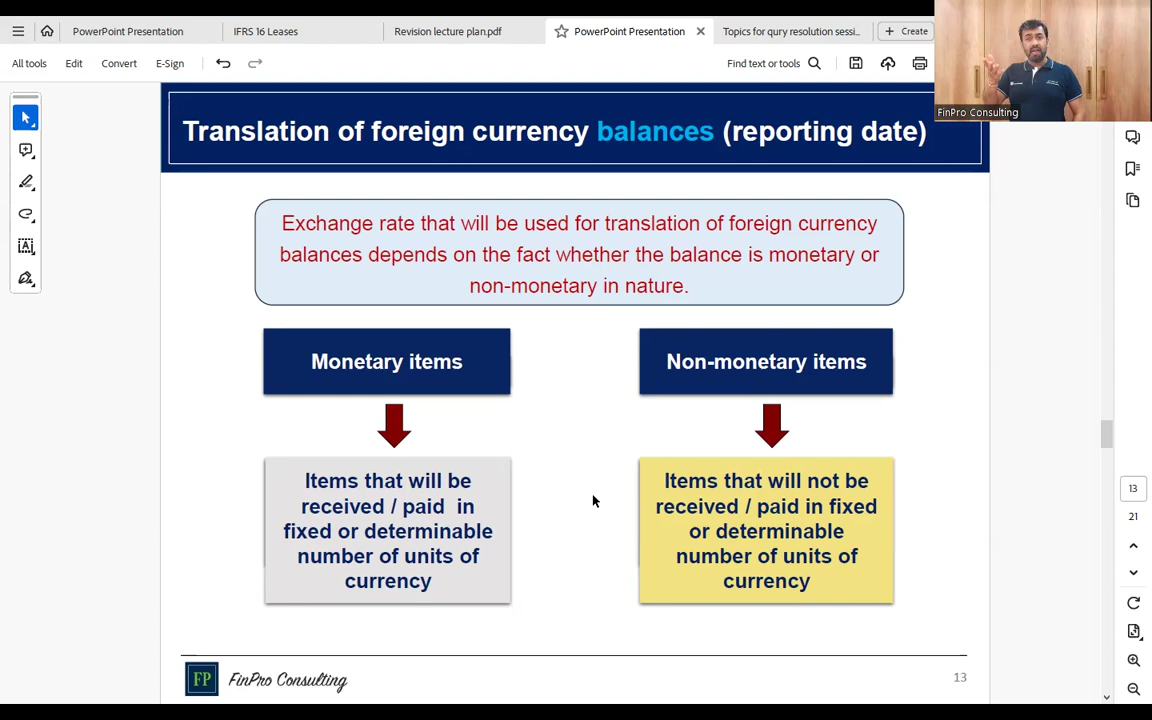 PowerPoint Presentation
IFRS 16 Leases
Revision lecture plan.pdf
PowerPoint Presentation
Topics for qury resolution sessi...
Create
All tools
Edit
Convert
E-Sign
Find text or tools
FinPro Consulting
Translation of foreign currency balances (reporting date)
Exchange rate that will be used for translation of foreign currency
balances depends on the fact whether the balance is monetary or
non-monetary in nature.
Monetary items
Non-monetary items
Items that will be
received / paid in
fixed or determinable
number of units of
currency
Items that will not be
received / paid in fixed
or determinable
number of units of
currency
13
21
FP
FinPro Consulting
13